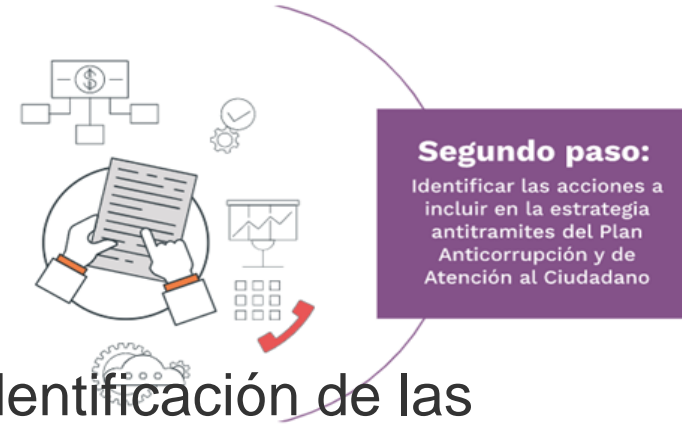 Segundo paso:
Identificar las acciones a
incluir en la estrategia
antitramites del Plan
Anticorrupción y de
Atención al Ciudadano
dentificación de las